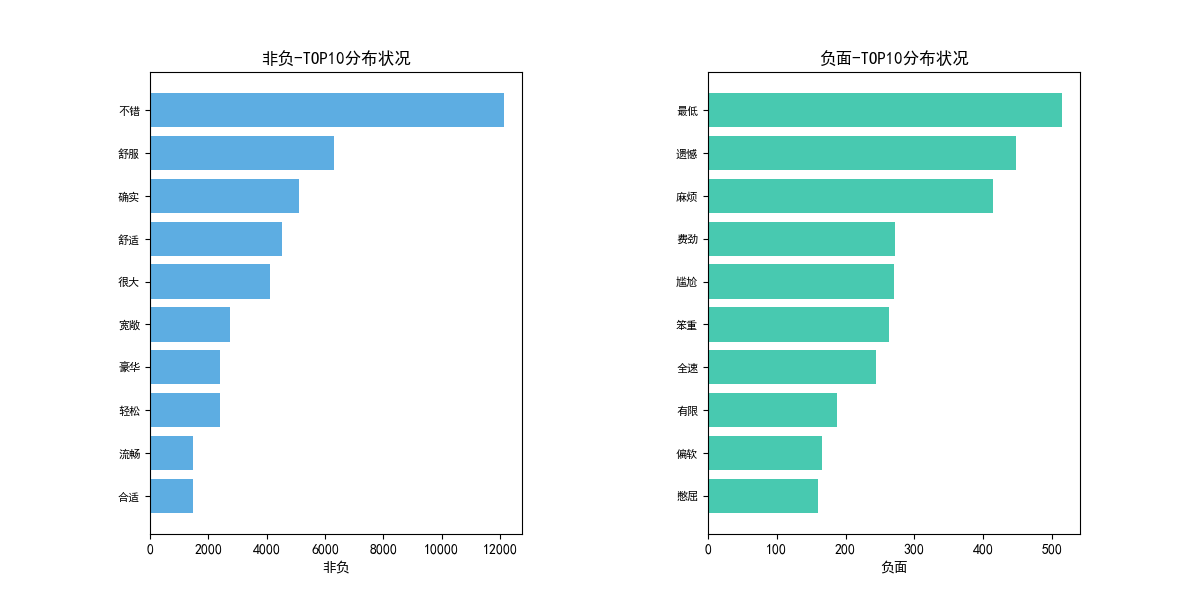 非负-TOP10分布状况
不错
舒服
确实
舒适
很大
宽敞
豪华
轻松
流畅
合适
0 2000 4000 6000 8000 10000 12000
非负
负面-TOP10分布状况
最低
遗憾
麻烦
费劲
尴尬
笨重
全速
有限
偏软
憋屈
0 100 200 300 400 500
负面